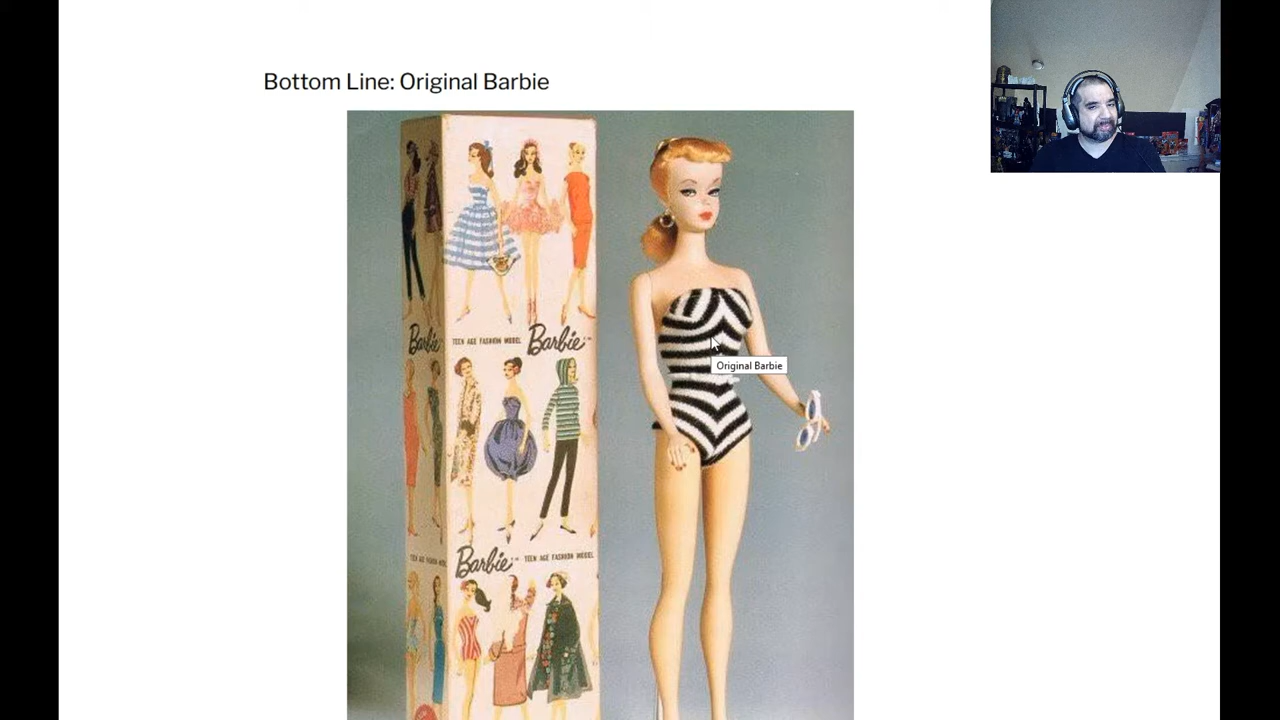 Bottom Line: Original Barbie
Barbie TEEN AGE FASHION MODEL Barbie
Original Barbie
Barbie TEEN AGE FASHION MODEL